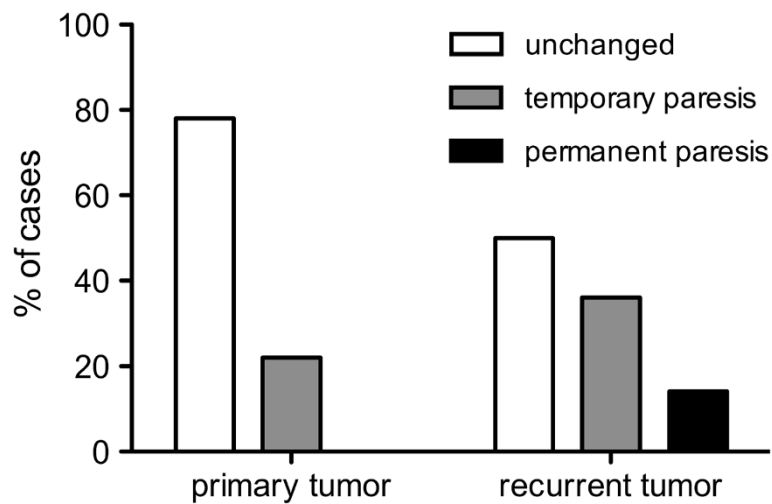 % of cases
100
80
60
40
20
0
unchanged
temporary paresis
permanent paresis
primary tumor
recurrent tumor